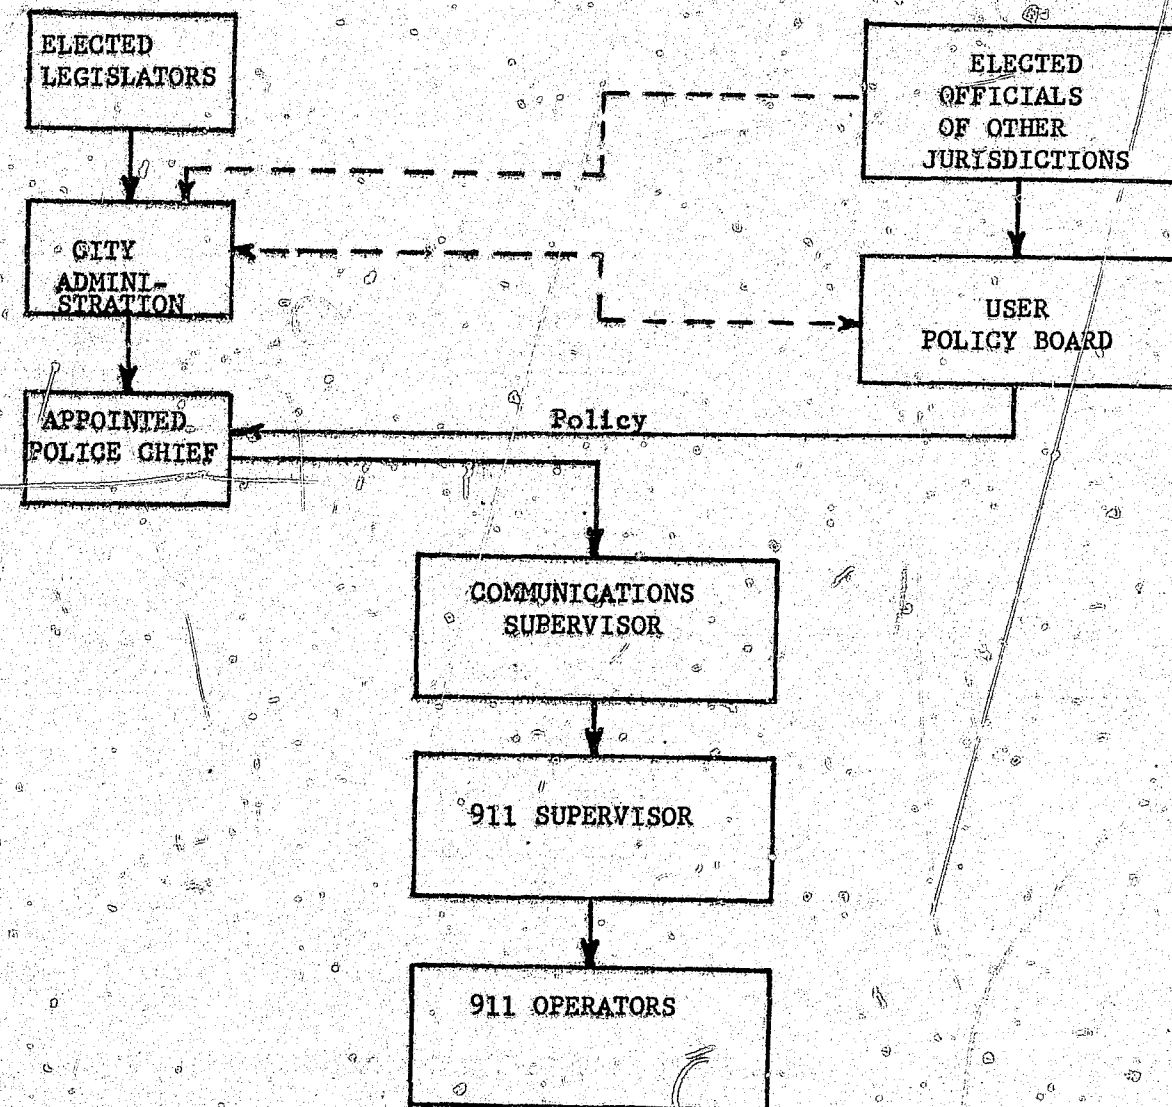 ELECTED
LEGISLATORS
ELECTED
OFFICIALS
OF OTHER
JURISDICTIONS
CITY
ADMINI-
STRATION
USER
POLICY BOARD
APPOINTED
POLICE CHIEF
Policy
COMMUNICATIONS
SUPERVISOR
911 SUPERVISOR
911 OPERATORS